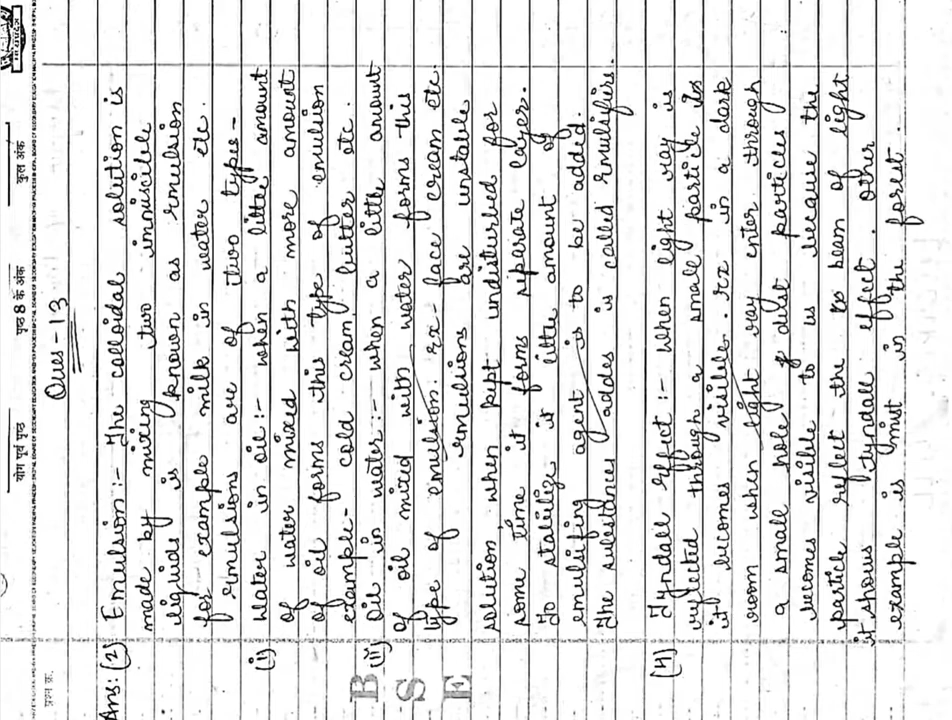 योग पूर्व पृष्ठ
पृष्ठ 8 के अंक
कुल अंक
प्रश्न क्र.
Ques-13
Ans:(2) Emulsion :- The colloidal solution is
made by mixing two immiscible
liquids is known as emulsion
for example milk in water etc.
Emulsions are of two types -
(i) Water in oil :- when a little amount
of water mixed with more amount
of oil forms this type of emulsion
example- cold cream, butter etc.
(ii) Oil in water :- when a little amount
of oil mixed with water forms this
type of emulsion. ex- face cream etc.
Emulsions are unstable
solution when kept undisturbed for
some time it forms separate layer.
To stabilize it little amount of
emulsifying agent is to be added.
The substances added is called emulsifies.
(4) Tyndall effect :- when light ray is
reflected through a small particle
it becomes visible. ex in a dark
room when light ray enter through
a small hole of dust particles
becomes visible to us because the
particle reflect the beam of light
it shows tyndall effect. Other
example is mist in the forest.
B
S
E